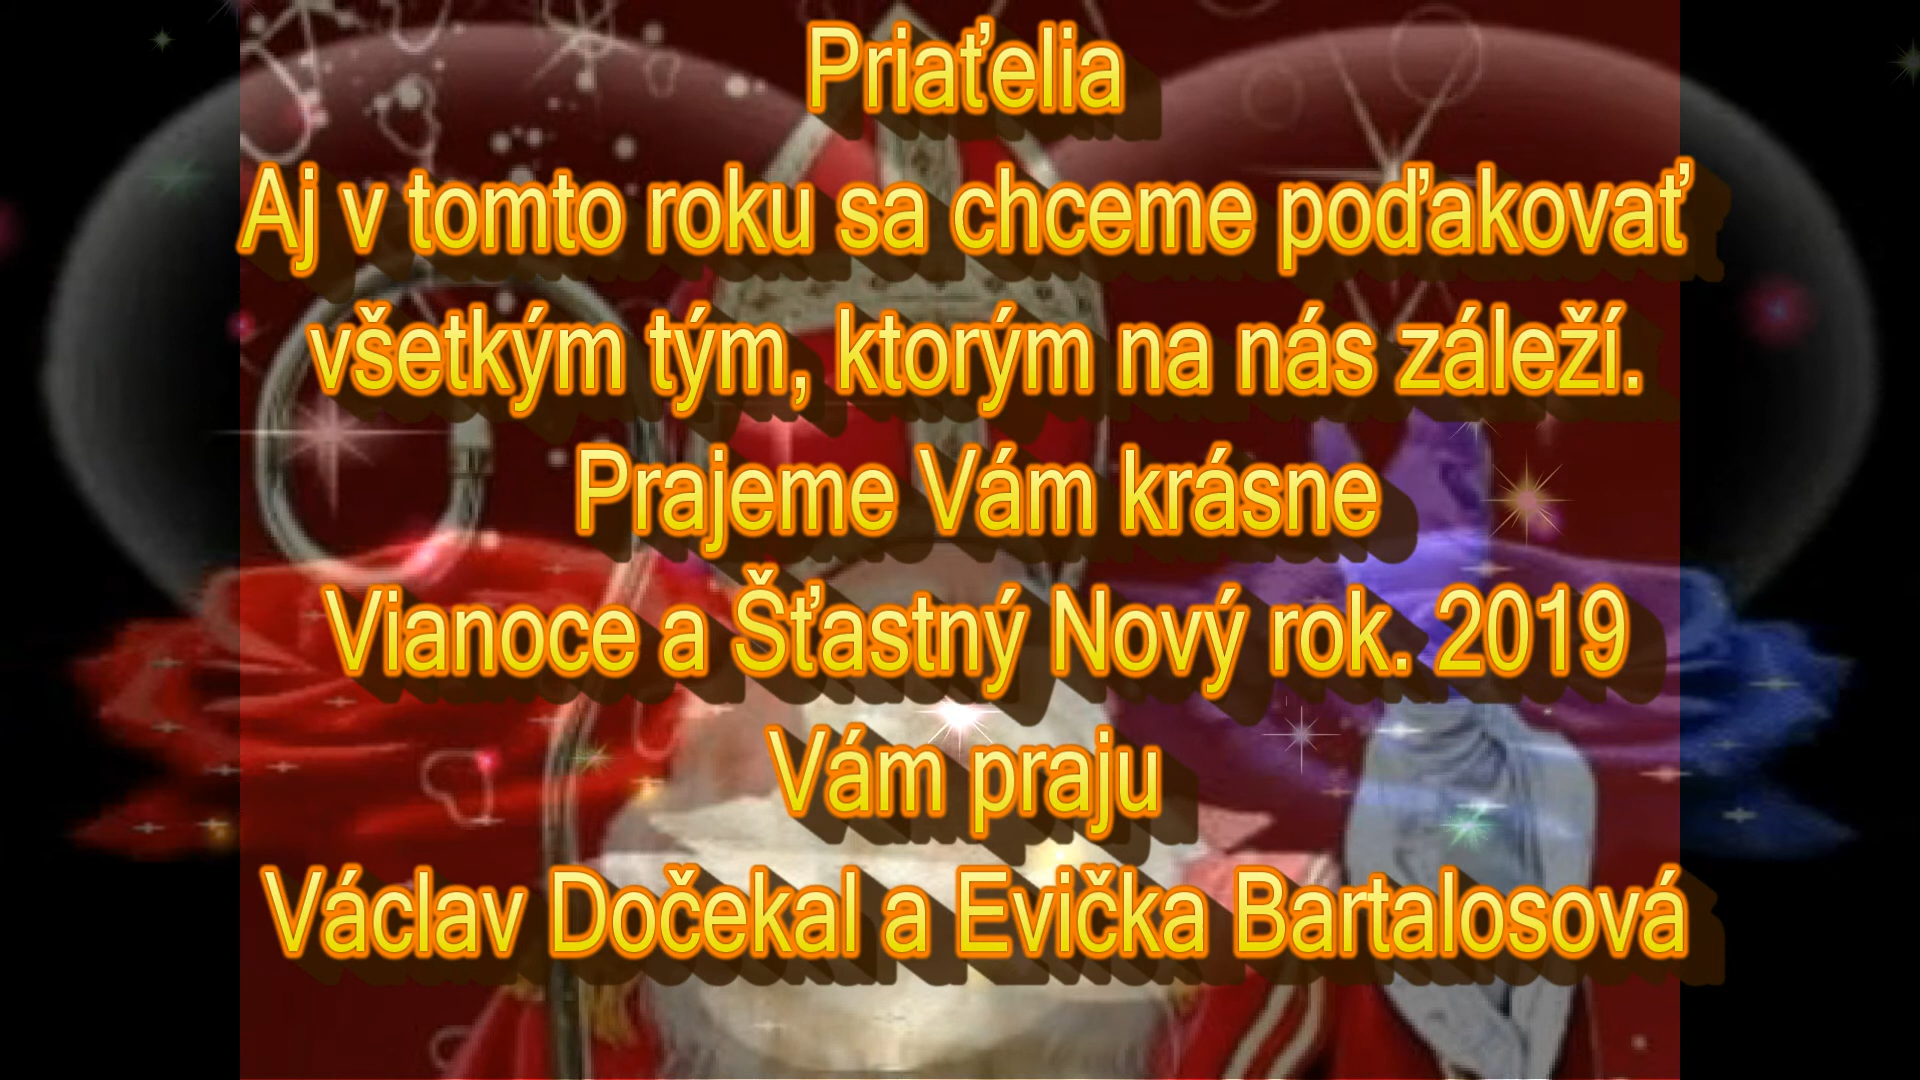 Priaťelia
Aj v tomto roku sa chceme poďakovať
všetkým tým, ktorým na nás záleží.
Prajeme Vám krásne
Vianoce a Šťastný Nový rok. 2019
Vám praju
Václav Dočekal a Evička Bartalosová